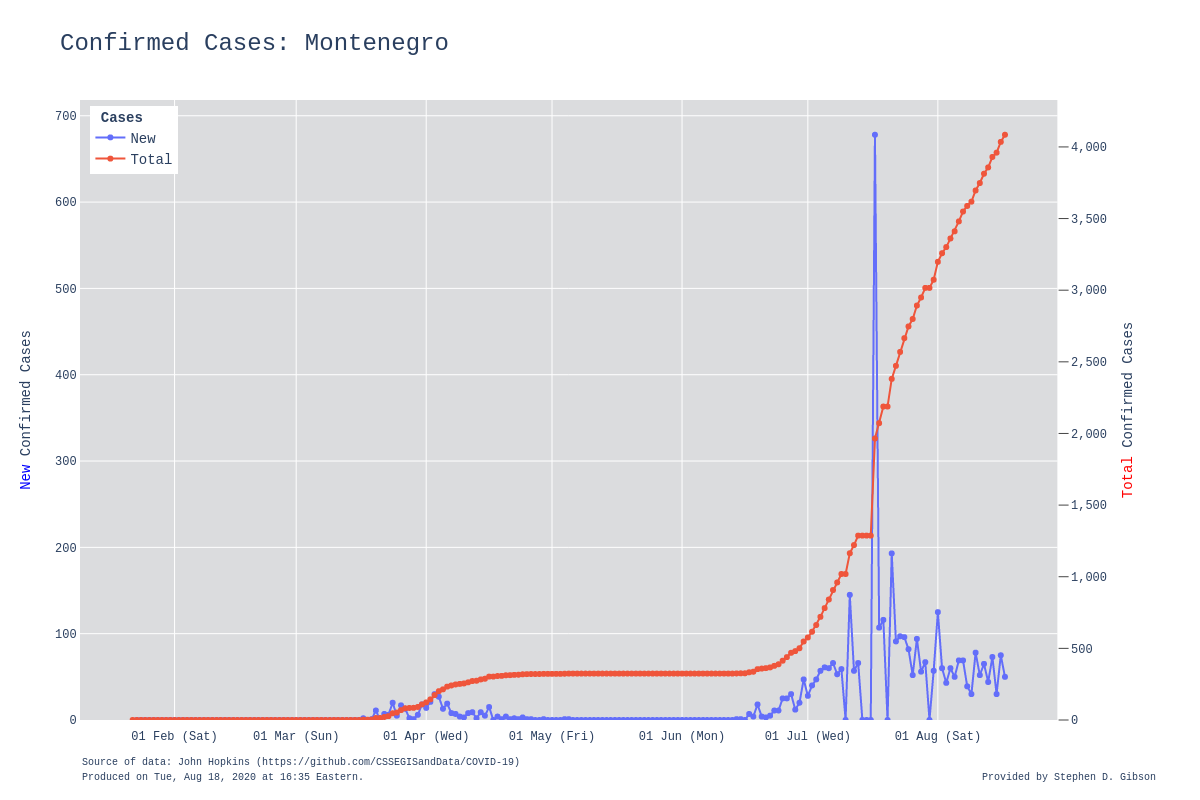 Confirmed Cases: Montenegro
Cases
New
Total
700
600
500
400
300
200
100
0
4,000
3,500
3,000
2,500
2,000
1,500
1,000
500
0
New Confirmed Cases
Total Confirmed Cases
01 Feb (Sat)
01 Mar (Sun)
01 Apr (Wed)
01 May (Fri)
01 Jun (Mon)
01 Jul (Wed)
01 Aug (Sat)
Source of data: John Hopkins (https://github.com/CSSEGISandData/COVID-19)
Produced on Tue, Aug 18, 2020 at 16:35 Eastern.
Provided by Stephen D. Gibson